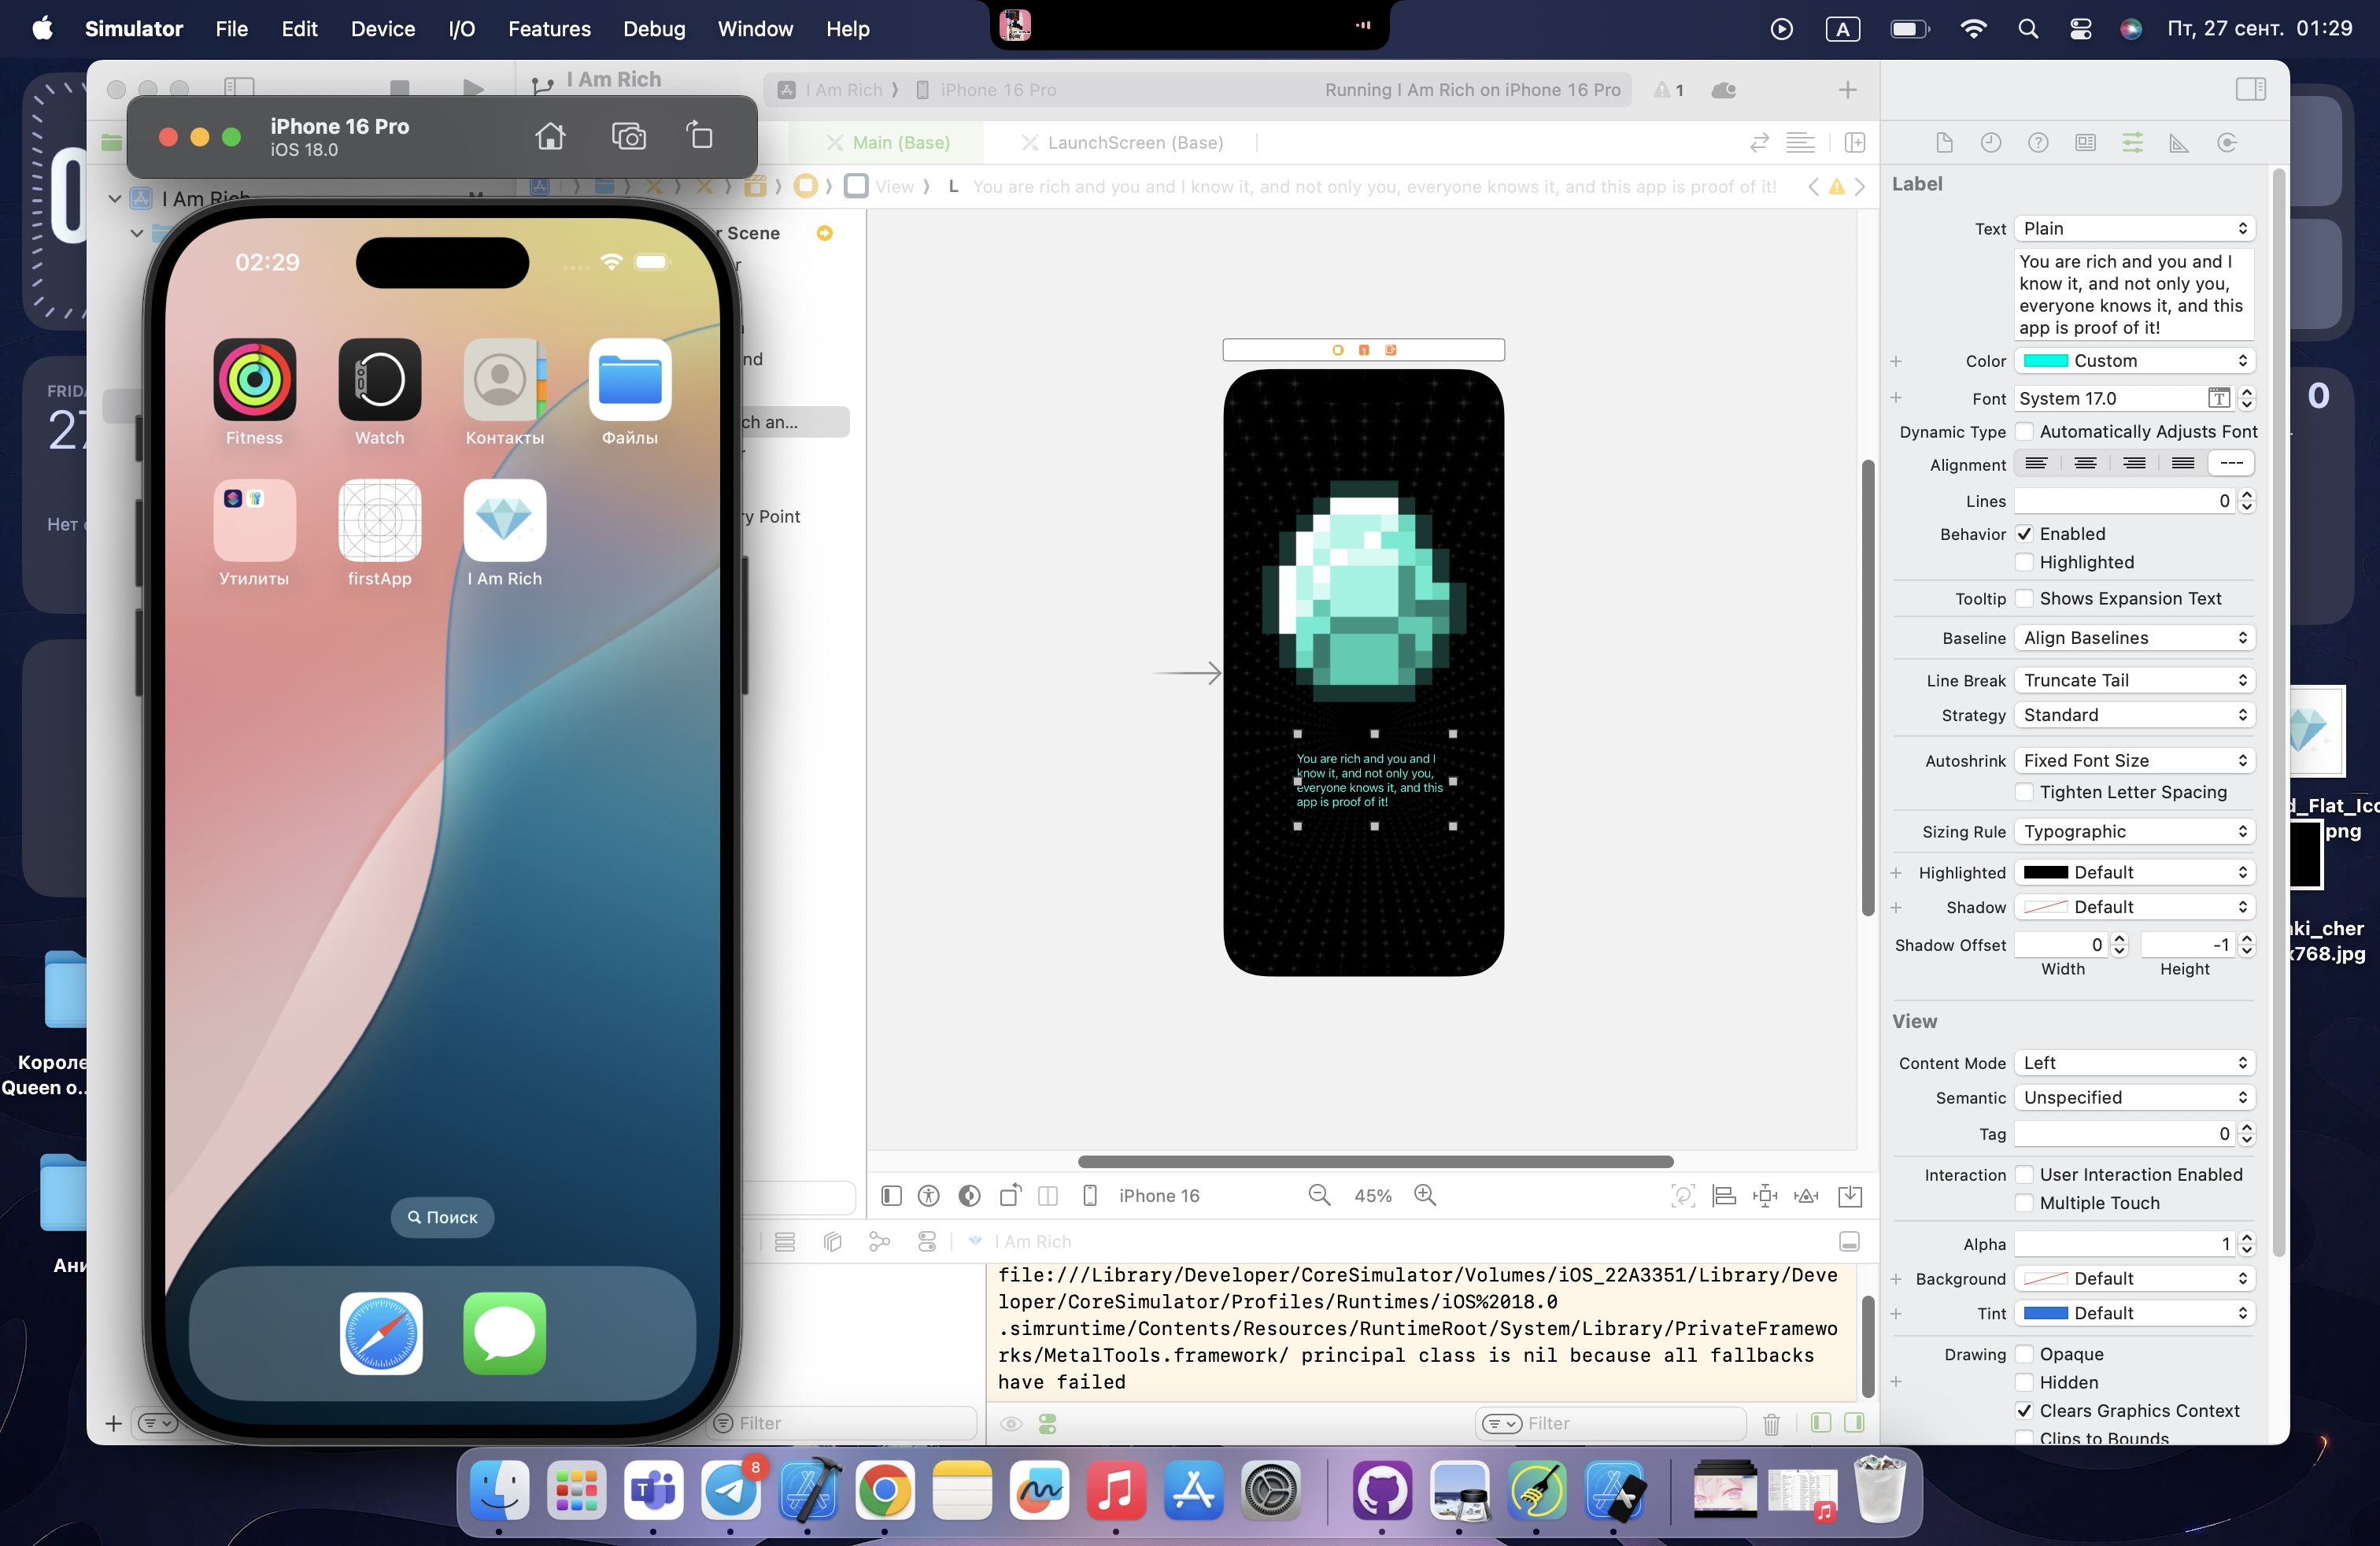 Simulator File Edit Device I/O Features Debug Window Help
A
Пт, 27 сент. 01:29
I Am Rich
I Am Rich
iPhone 16 Pro
Running I Am Rich on iPhone 16 Pro
1
iPhone 16 Pro
iOS 18.0
Main (Base)
LaunchScreen (Base)
View
L You are rich and you and I know it, and not only you, everyone knows it, and this app is proof of it!
I Am Rich
02:29
Fitness
Watch
Контакты
Файлы
Утилиты
firstApp
I Am Rich
Поиск
r Scene
nd
ch an...
ry Point
You are rich and you and I
know it, and not only you,
everyone knows it, and this
app is proof of it!
iPhone 16
45%
I Am Rich
file:///Library/Developer/CoreSimulator/Volumes/iOS_22A3351/Library/Deve
loper/CoreSimulator/Profiles/Runtimes/iOS%2018.0
.simruntime/Contents/Resources/RuntimeRoot/System/Library/PrivateFramewo
rks/MetalTools.framework/ principal class is nil because all fallbacks
have failed
Filter
Filter
Label
Text Plain
You are rich and you and I
know it, and not only you,
everyone knows it, and this
app is proof of it!
Color Custom
Font System 17.0
Dynamic Type Automatically Adjusts Font
Alignment
Lines 0
Behavior Enabled
Highlighted
Tooltip Shows Expansion Text
Baseline Align Baselines
Line Break Truncate Tail
Strategy Standard
Autoshrink Fixed Font Size
Tighten Letter Spacing
Sizing Rule Typographic
Highlighted Default
Shadow Default
Shadow Offset 0 -1
Width Height
View
Content Mode Left
Semantic Unspecified
Tag 0
Interaction User Interaction Enabled
Multiple Touch
Alpha 1
Background Default
Tint Default
Drawing Opaque
Hidden
Clears Graphics Context
Clips to Bounds
FRID
27
Нет
Короле
Queen o...
Ани
0
d_Flat_Ico
png
ki_cher
x768.jpg
8